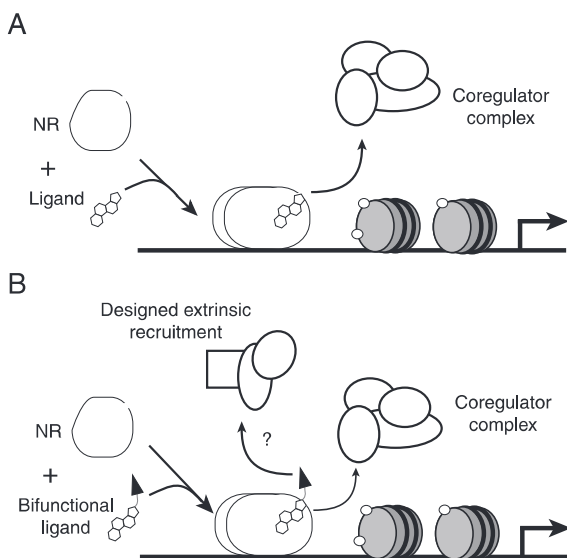 A
NR
+
Ligand
Coregulator
complex
B
Designed extrinsic
recruitment
NR
+
Bifunctional
ligand
?
Coregulator
complex